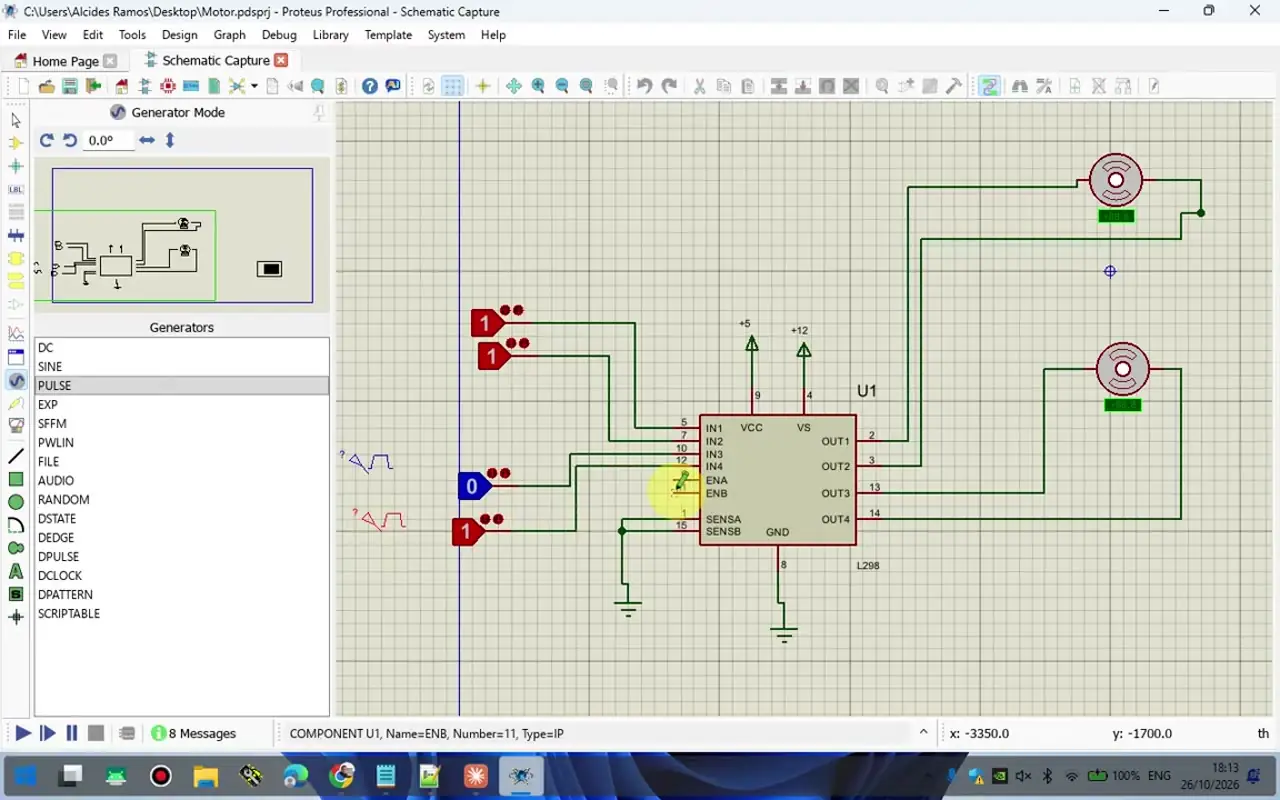 C:\Users\Alcides Ramos\Desktop\Motor.pdsprj - Proteus Professional - Schematic Capture
File View Edit Tools Design Graph Debug Library Template System Help
Home Page
Schematic Capture
Generator Mode
0.0°
LBL
Generators
DC
SINE
PULSE
EXP
SFFM
PWLIN
FILE
AUDIO
RANDOM
DSTATE
DEDGE
DPULSE
DCLOCK
DPATTERN
SCRIPTABLE
1
1
0
1
?
?
+5
+12
9
4
U1
5
7
10
12
1
15
IN1
IN2
IN3
IN4
ENA
ENB
SENSA
SENSB
VCC
VS
GND
OUT1
OUT2
OUT3
OUT4
2
3
13
14
8
L298
8 Messages
COMPONENT U1, Name=ENB, Number=11, Type=IP
x: -3350.0
y: -1700.0
th
100%
ENG
18:13
26/10/2026